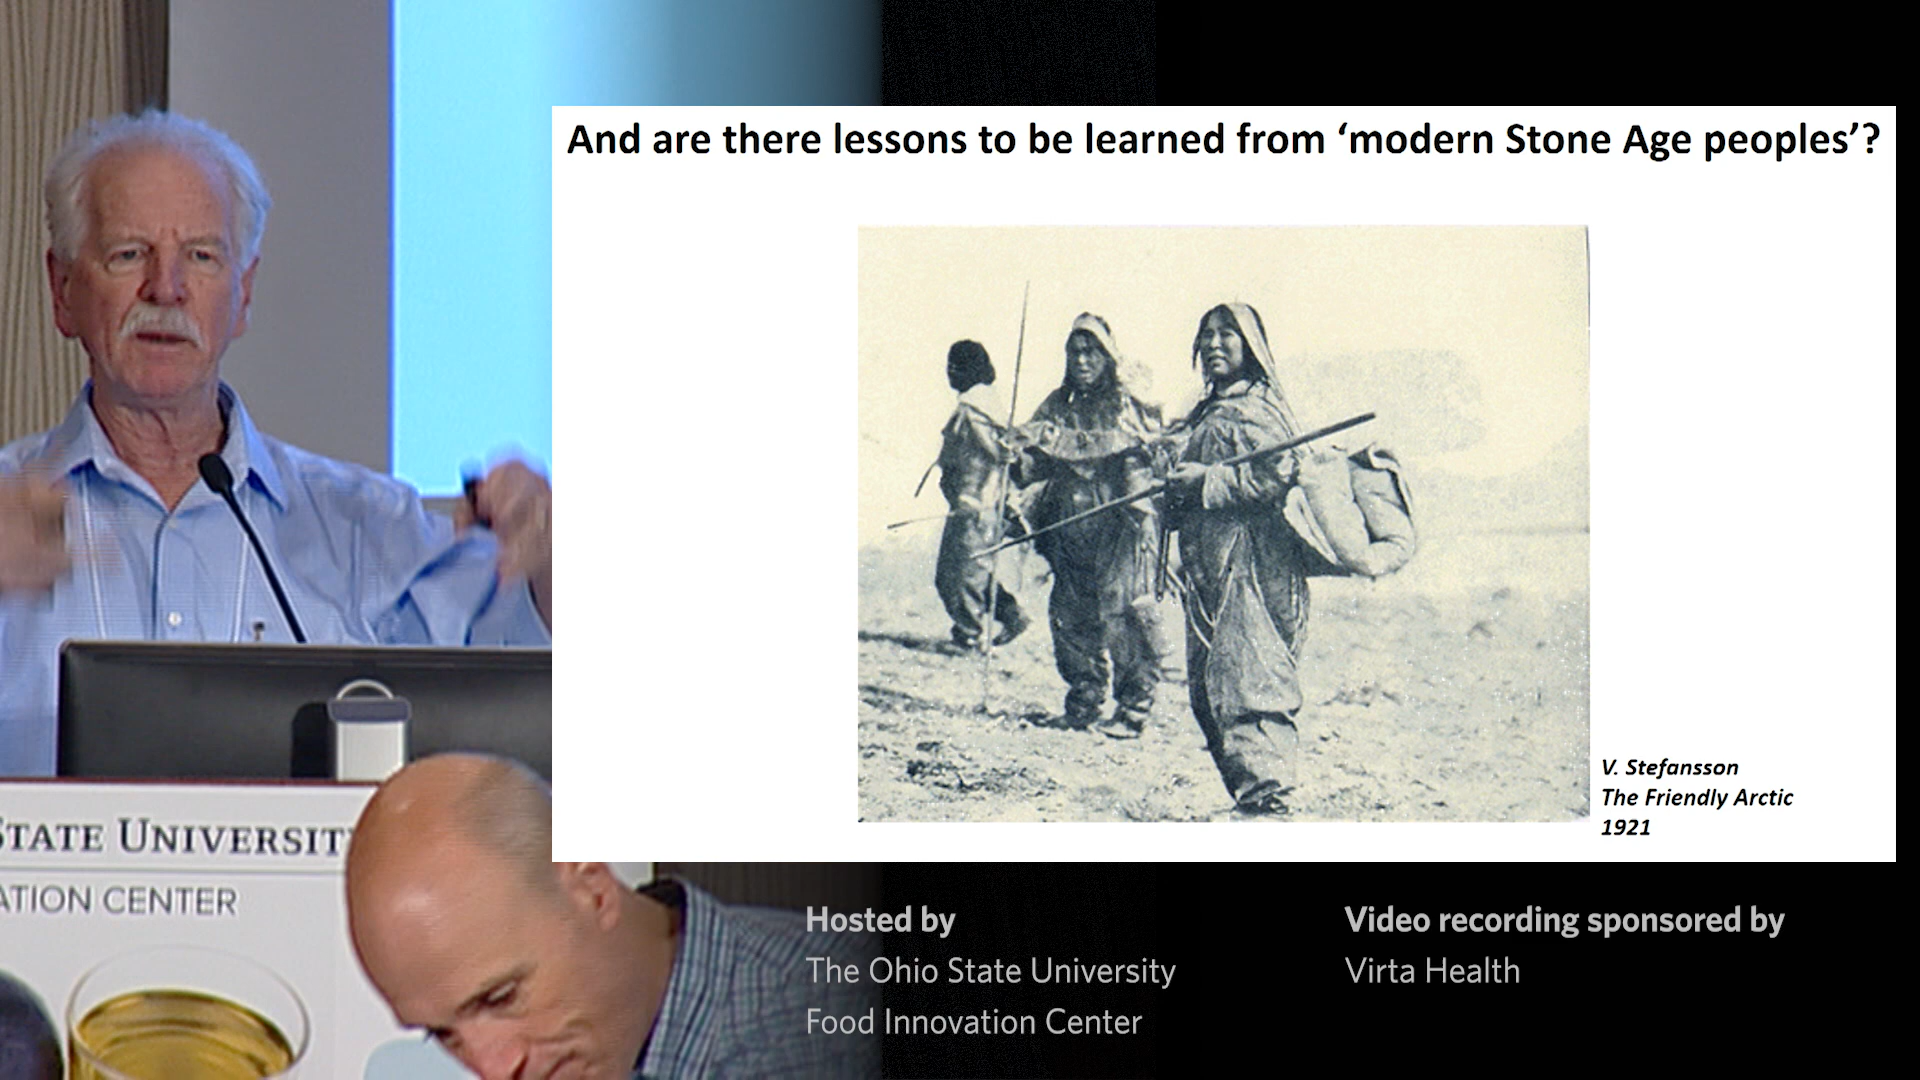 And are there lessons to be learned from ‘modern Stone Age peoples’?
V. Stefansson
The Friendly Arctic
1921
STATE UNIVERSIT
ATION CENTER
Hosted by
The Ohio State University
Food Innovation Center
Video recording sponsored by
Virta Health